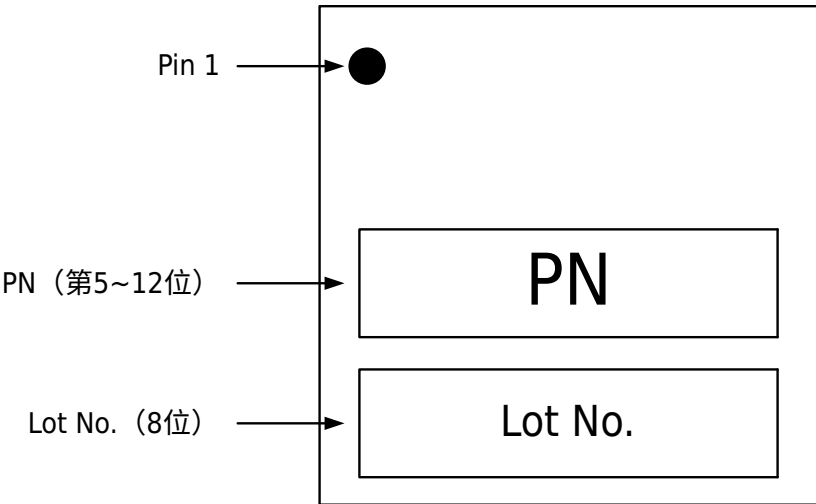 Pin 1
PN（第5~12位）
PN
Lot No.（8位）
Lot No.